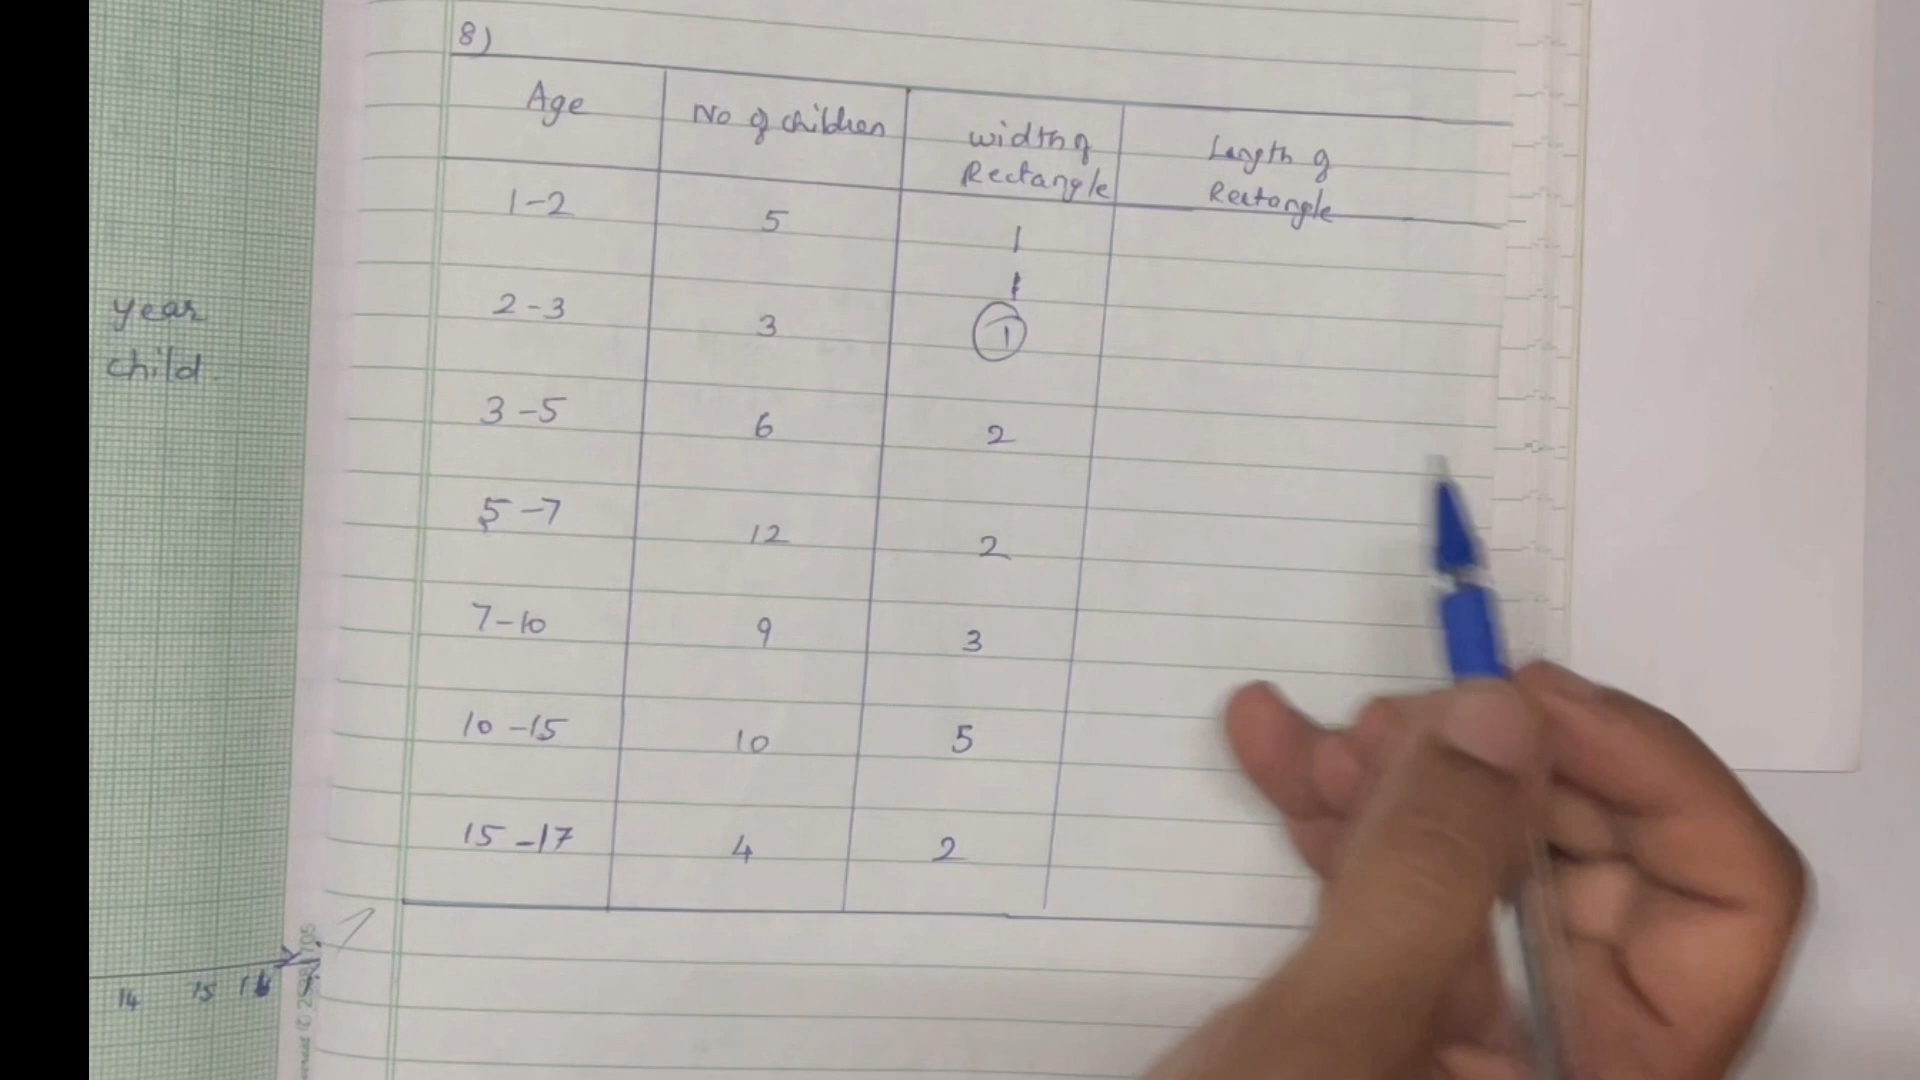 8)
Age No of children width of Rectangle Length of Rectangle
1-2 5 1
1
2-3 3 1
3-5 6 2
5-7 12 2
7-10 9 3
10-15 10 5
15-17 4 2
year
child
14 15 16